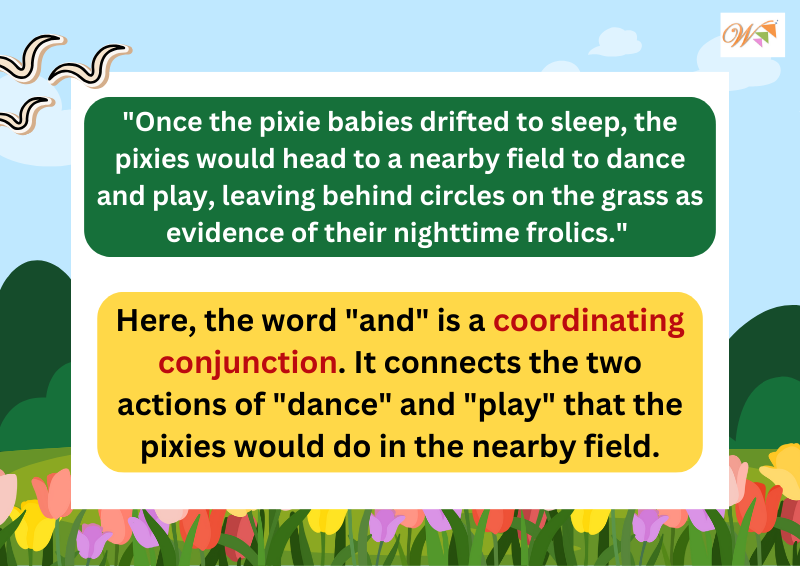 W
"Once the pixie babies drifted to sleep, the
pixies would head to a nearby field to dance
and play, leaving behind circles on the grass as
evidence of their nighttime frolics."
Here, the word "and" is a coordinating
conjunction. It connects the two
actions of "dance" and "play" that the
pixies would do in the nearby field.